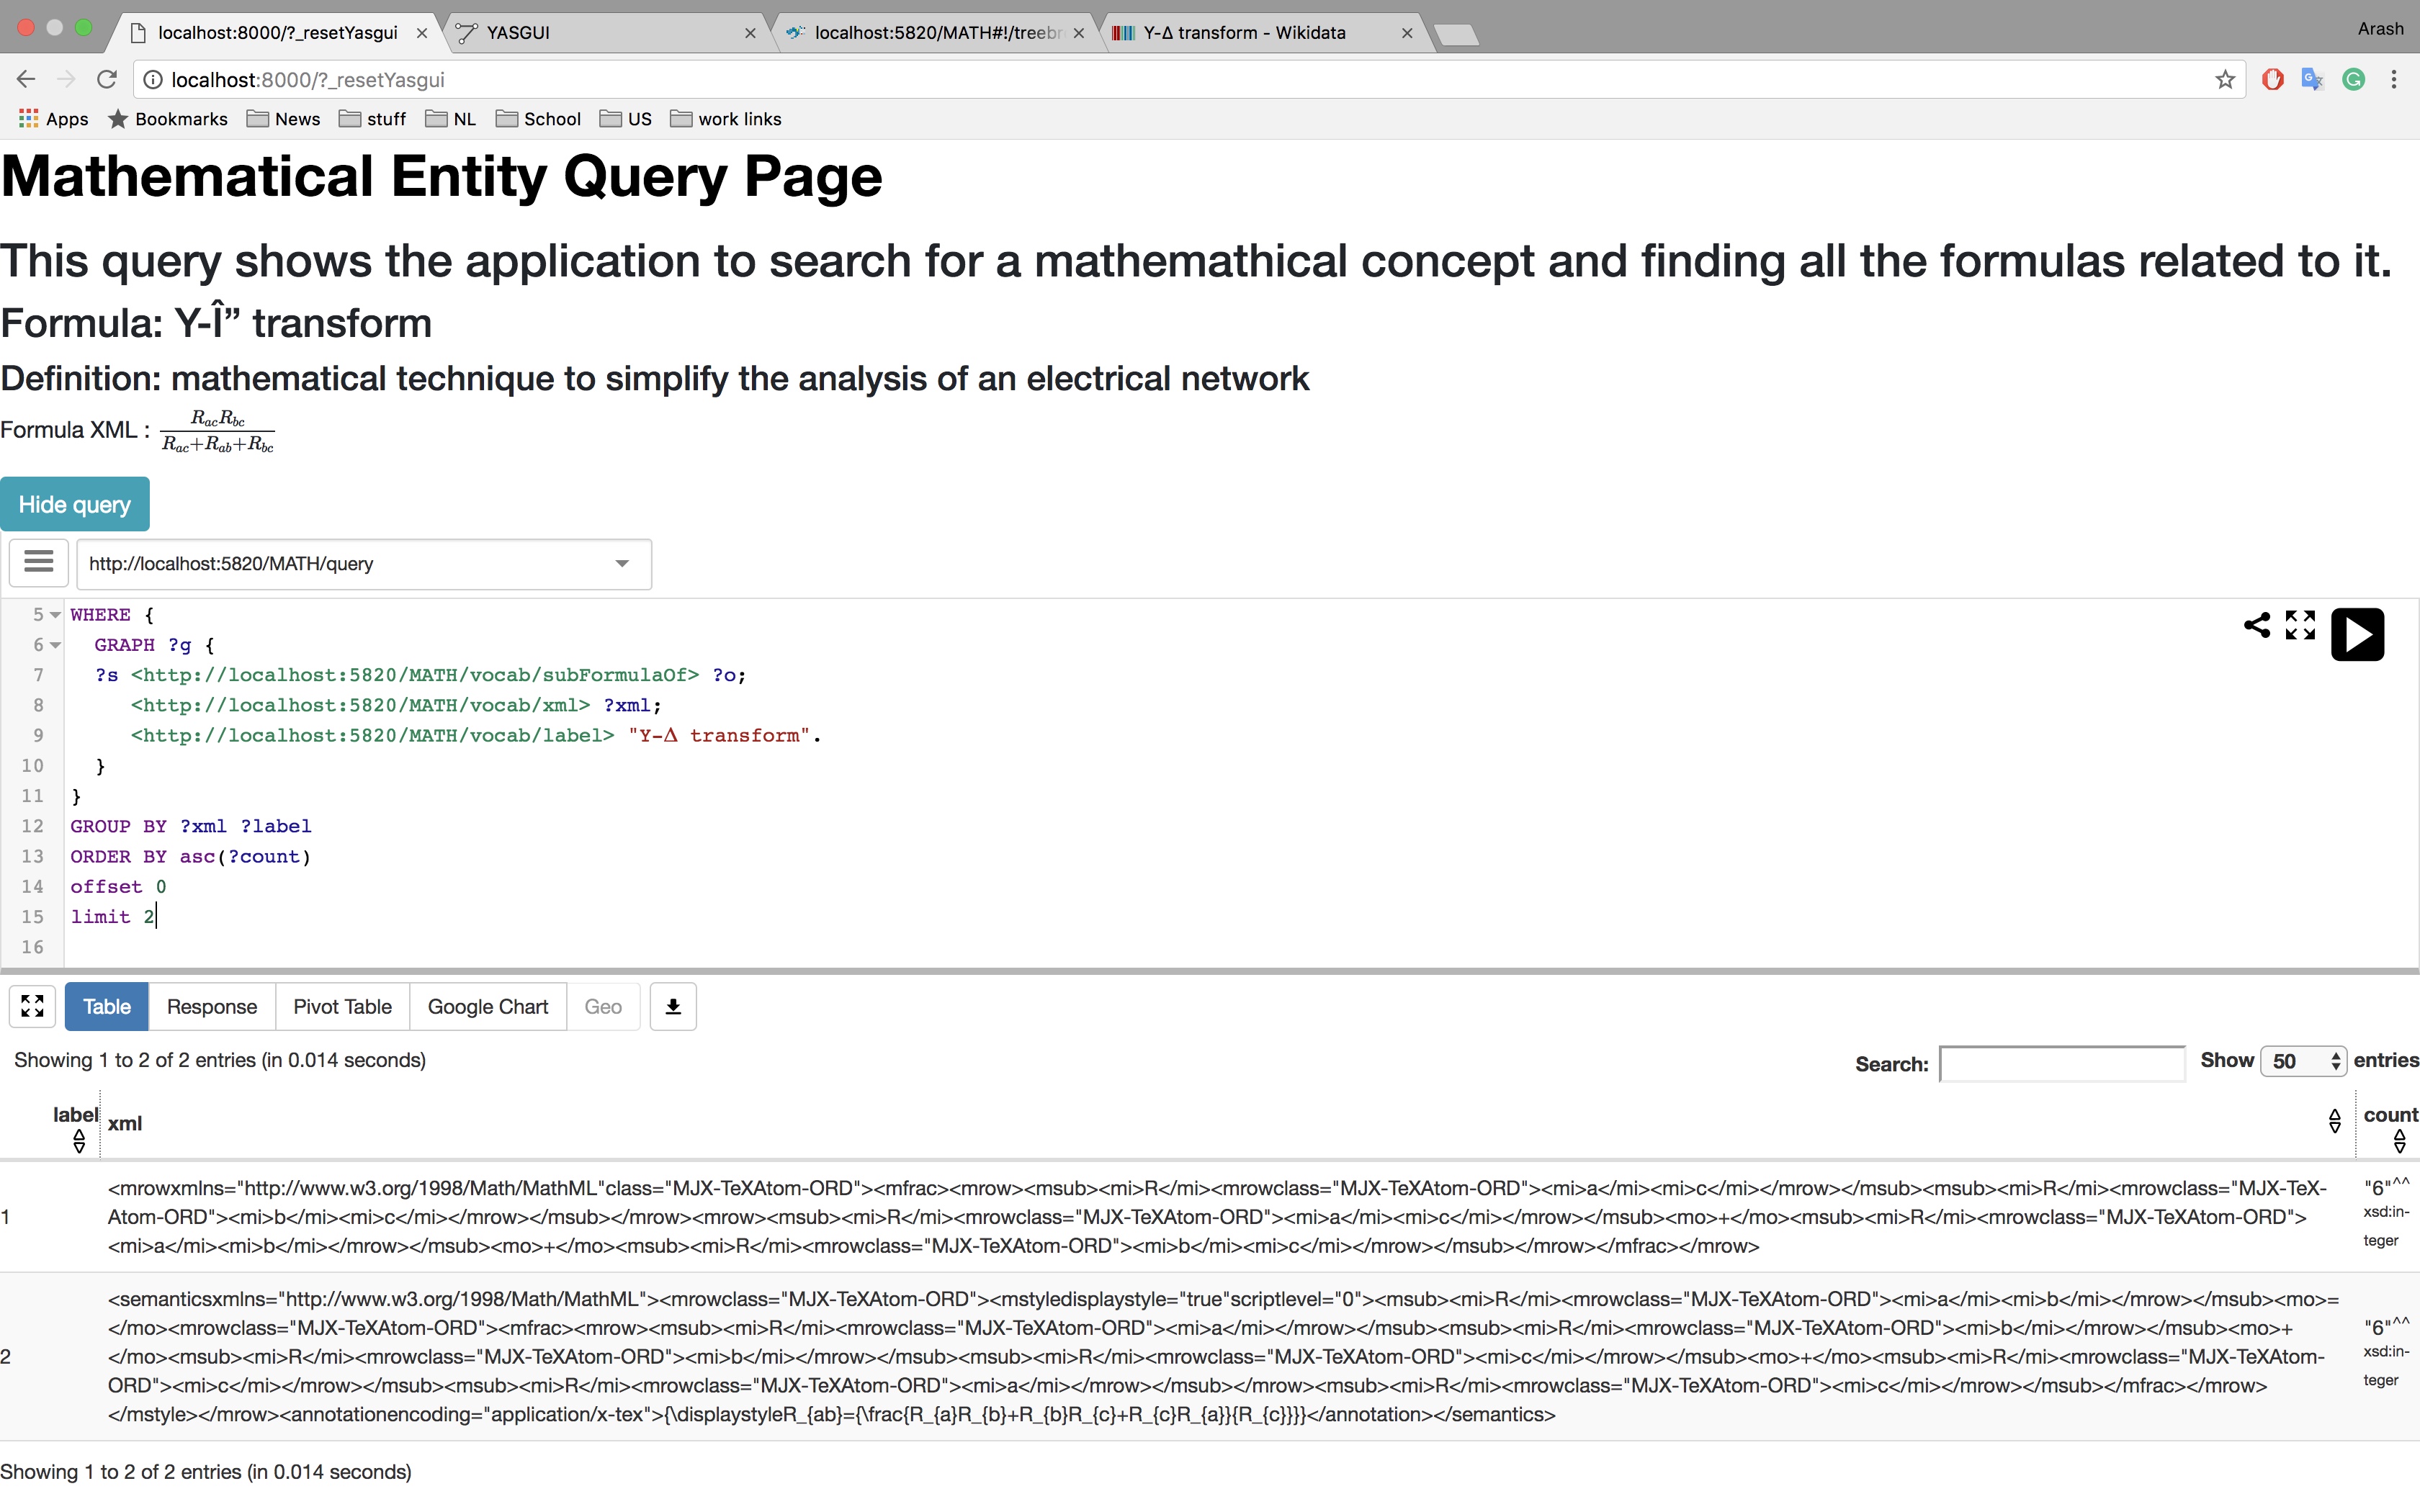 localhost:8000/?_resetYasgui
YASGUI
localhost:5820/MATH#!/treebr
Y-Δ transform - Wikidata
Arash
localhost:8000/?_resetYasgui
Apps Bookmarks News stuff NL School US work links
Mathematical Entity Query Page
This query shows the application to search for a mathemathical concept and finding all the formulas related to it.
Formula: Y-Î” transform
Definition: mathematical technique to simplify the analysis of an electrical network
Formula XML : R_{ac}R_{bc} / R_{ac}+R_{ab}+R_{bc}
Hide query
http://localhost:5820/MATH/query
5 WHERE {
6 GRAPH ?g {
7 ?s <http://localhost:5820/MATH/vocab/subFormulaOf> ?o;
8 <http://localhost:5820/MATH/vocab/xml> ?xml;
9 <http://localhost:5820/MATH/vocab/label> "Y-Δ transform".
10 }
11 }
12 GROUP BY ?xml ?label
13 ORDER BY asc(?count)
14 offset 0
15 limit 2
16
Table Response Pivot Table Google Chart Geo
Showing 1 to 2 of 2 entries (in 0.014 seconds)
Search:
Show 50 entries
label xml count
1
<mrowxmlns="http://www.w3.org/1998/Math/MathML"class="MJX-TeXAtom-ORD"><mfrac><mrow><msub><mi>R</mi><mrowclass="MJX-TeXAtom-ORD"><mi>a</mi><mi>c</mi></mrow></msub><msub><mi>R</mi><mrowclass="MJX-TeX-
Atom-ORD"><mi>b</mi><mi>c</mi></mrow></msub></mrow><mrow><msub><mi>R</mi><mrowclass="MJX-TeXAtom-ORD"><mi>a</mi><mi>c</mi></mrow></msub><mo>+</mo><msub><mi>R</mi><mrowclass="MJX-TeXAtom-ORD">
<mi>a</mi><mi>b</mi></mrow></msub><mo>+</mo><msub><mi>R</mi><mrowclass="MJX-TeXAtom-ORD"><mi>b</mi><mi>c</mi></mrow></msub></mrow></mfrac></mrow>
"6"^^
xsd:in-
teger
2
<semanticsxmlns="http://www.w3.org/1998/Math/MathML"><mrowclass="MJX-TeXAtom-ORD"><mstyledisplaystyle="true"scriptlevel="0"><msub><mi>R</mi><mrowclass="MJX-TeXAtom-ORD"><mi>a</mi><mi>b</mi></mrow></msub><mo>=
</mo><mrowclass="MJX-TeXAtom-ORD"><mfrac><mrow><msub><mi>R</mi><mrowclass="MJX-TeXAtom-ORD"><mi>a</mi></mrow></msub><msub><mi>R</mi><mrowclass="MJX-TeXAtom-ORD"><mi>b</mi></mrow></msub><mo>+
</mo><msub><mi>R</mi><mrowclass="MJX-TeXAtom-ORD"><mi>b</mi></mrow></msub><msub><mi>R</mi><mrowclass="MJX-TeXAtom-ORD"><mi>c</mi></mrow></msub><mo>+</mo><msub><mi>R</mi><mrowclass="MJX-TeXAtom-
ORD"><mi>c</mi></mrow></msub><msub><mi>R</mi><mrowclass="MJX-TeXAtom-ORD"><mi>a</mi></mrow></msub></mrow><msub><mi>R</mi><mrowclass="MJX-TeXAtom-ORD"><mi>c</mi></mrow></msub></mfrac></mrow>
</mstyle></mrow><annotationencoding="application/x-tex">{\displaystyleR_{ab}={\frac{R_{a}R_{b}+R_{b}R_{c}+R_{c}R_{a}}{R_{c}}}}</annotation></semantics>
"6"^^
xsd:in-
teger
Showing 1 to 2 of 2 entries (in 0.014 seconds)